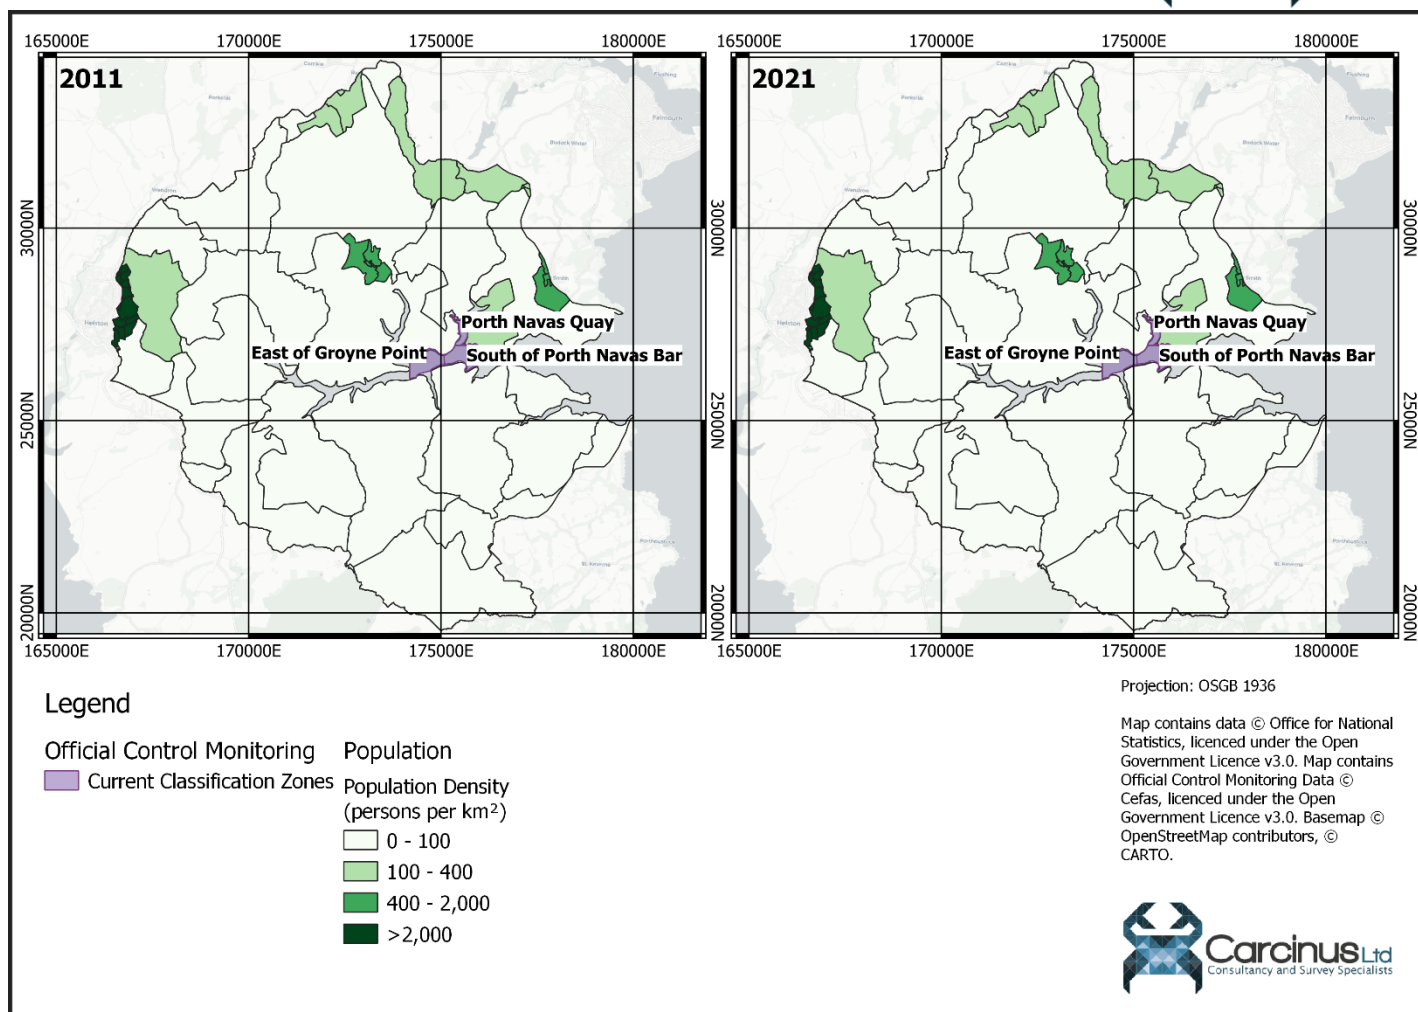 165000E 170000E 175000E 180000E
165000E 170000E 175000E 180000E
2011
2021
30000N
25000N
20000N
30000N
25000N
20000N
30000N
25000N
20000N
Falmouth
Helston
Porth Navas Quay
East of Groyne Point
South of Porth Navas Bar
Porth Navas Quay
East of Groyne Point
South of Porth Navas Bar
165000E 170000E 175000E 180000E
165000E 170000E 175000E 180000E
Legend
Official Control Monitoring
Current Classification Zones
Population
Population Density
(persons per km²)
0 - 100
100 - 400
400 - 2,000
>2,000
Projection: OSGB 1936
Map contains data © Office for National
Statistics, licenced under the Open
Government Licence v3.0. Map contains
Official Control Monitoring Data ©
Cefas, licenced under the Open
Government Licence v3.0. Basemap ©
OpenStreetMap contributors, ©
CARTO.
Carcinus Ltd
Consultancy and Survey Specialists